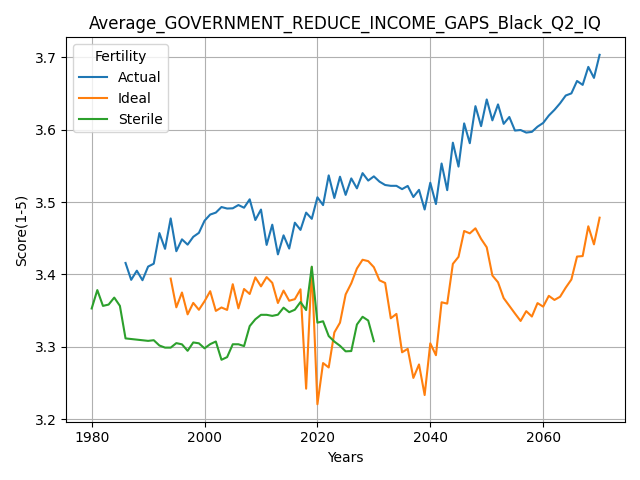 Average_GOVERNMENT_REDUCE_INCOME_GAPS_Black_Q2_IQ
Fertility
Actual
Ideal
Sterile
Score(1-5)
3.7
3.6
3.5
3.4
3.3
3.2
1980 2000 2020 2040 2060
Years